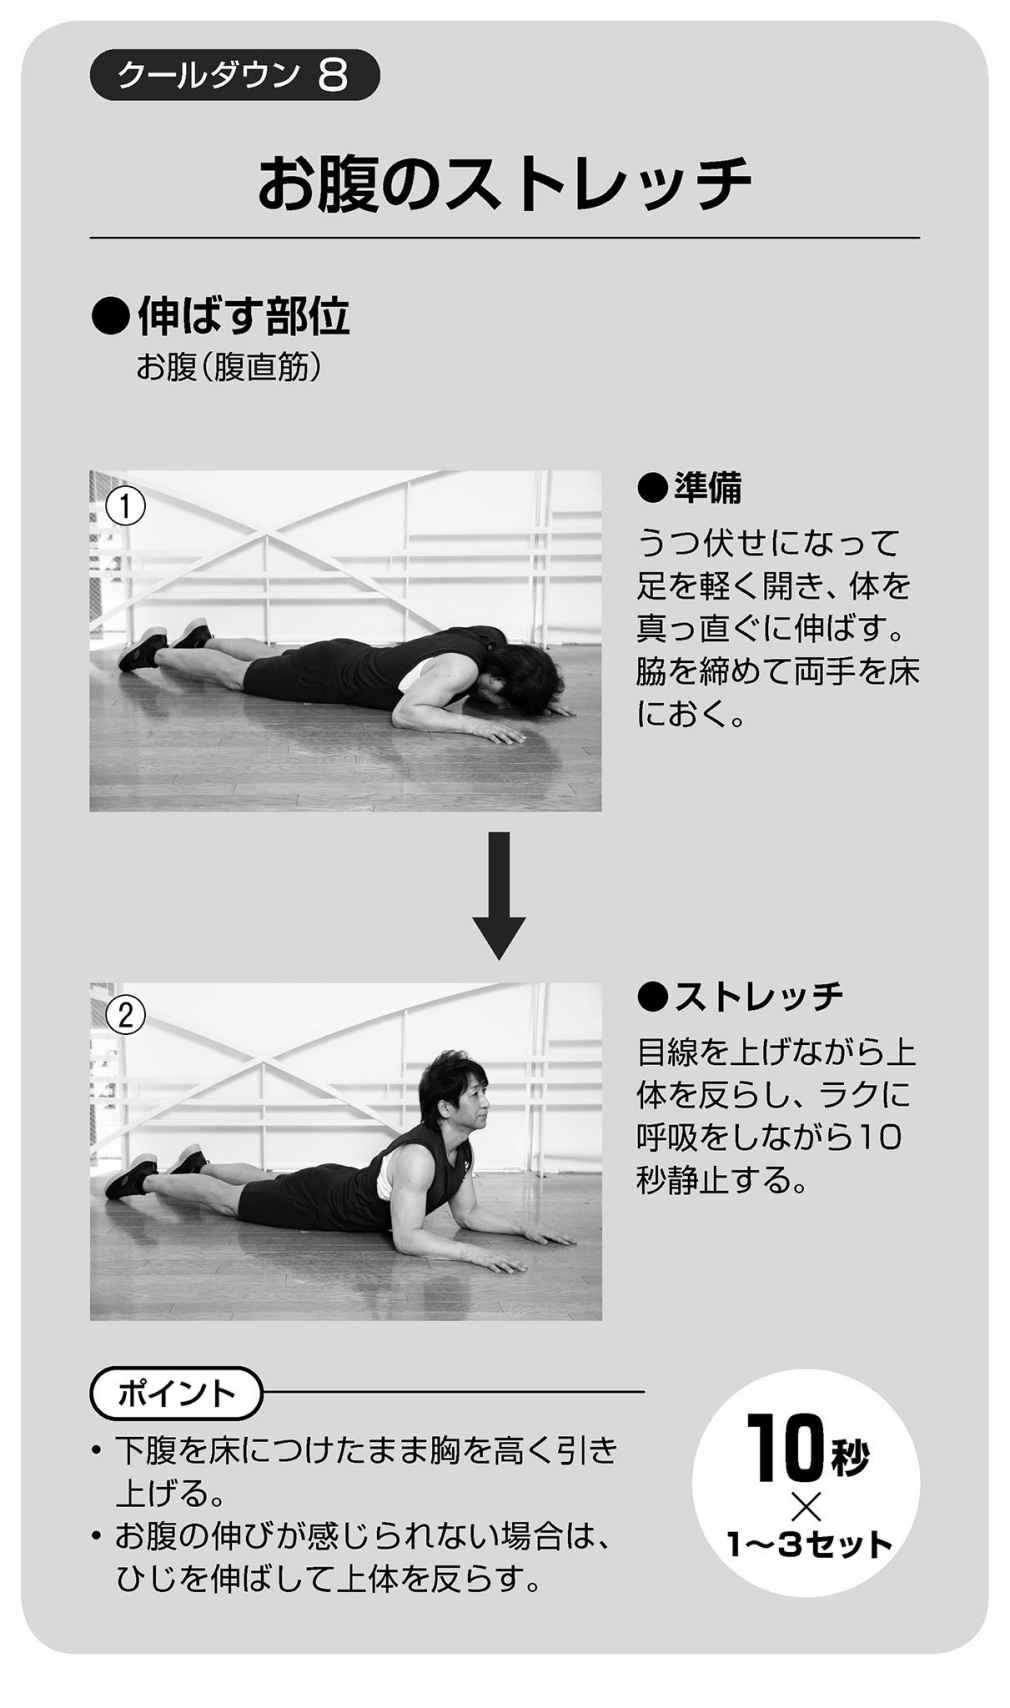 クールダウン 8
お腹のストレッチ
●伸ばす部位
お腹（腹直筋）
①
●準備
うつ伏せになって
足を軽く開き、体を
真っ直ぐに伸ばす。
脇を締めて両手を床
におく。
②
●ストレッチ
目線を上げながら上
体を反らし、ラクに
呼吸をしながら10
秒静止する。
ポイント
・下腹を床につけたまま胸を高く引き
上げる。
・お腹の伸びが感じられない場合は、
ひじを伸ばして上体を反らす。
10秒
×
1〜3セット